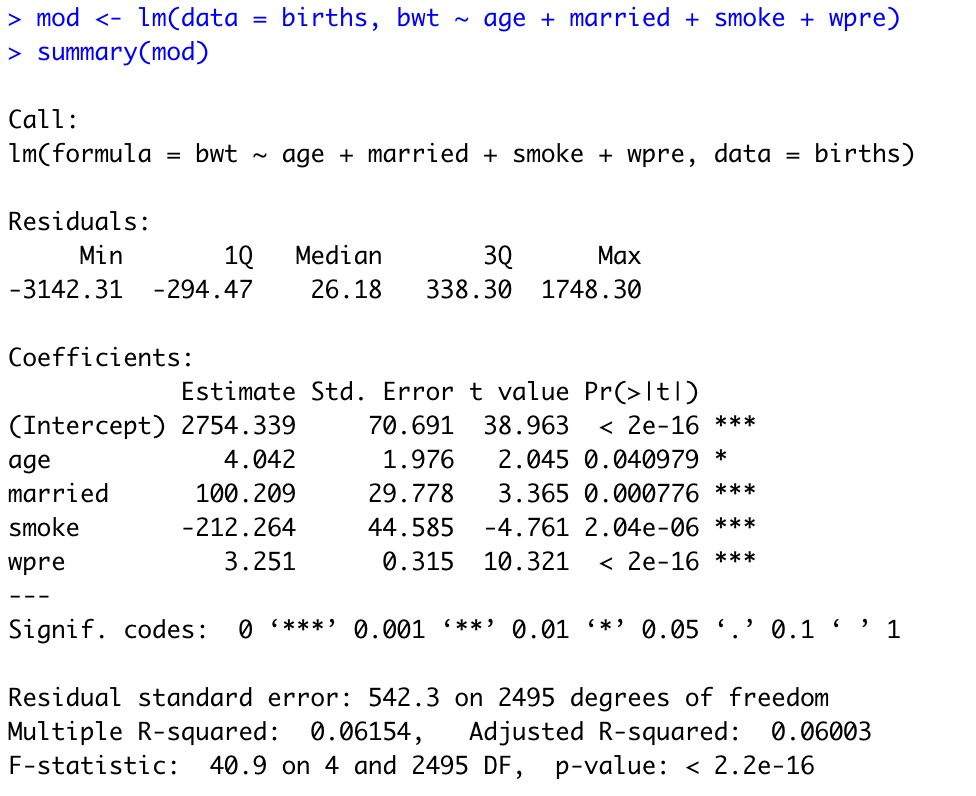 > mod <- lm(data = births, bwt ~ age + married + smoke + wpre)
> summary(mod)

Call:
lm(formula = bwt ~ age + married + smoke + wpre, data = births)

Residuals:
     Min       1Q   Median       3Q      Max
-3142.31  -294.47    26.18   338.30  1748.30

Coefficients:
            Estimate Std. Error t value Pr(>|t|)
(Intercept) 2754.339     70.691  38.963  < 2e-16 ***
age            4.042      1.976   2.045 0.040979 *
married      100.209     29.778   3.365 0.000776 ***
smoke       -212.264     44.585  -4.761 2.04e-06 ***
wpre           3.251      0.315  10.321  < 2e-16 ***
---
Signif. codes:  0 ‘***’ 0.001 ‘**’ 0.01 ‘*’ 0.05 ‘.’ 0.1 ‘ ’ 1

Residual standard error: 542.3 on 2495 degrees of freedom
Multiple R-squared:  0.06154,   Adjusted R-squared:  0.06003
F-statistic:  40.9 on 4 and 2495 DF,  p-value: < 2.2e-16